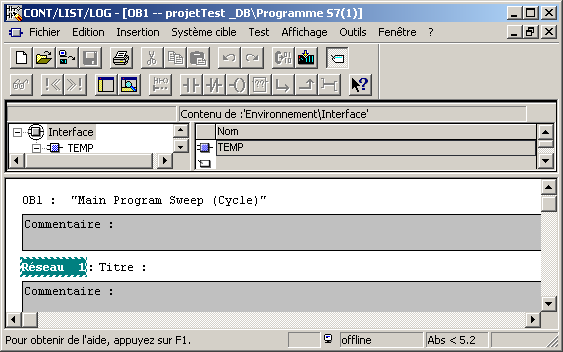 CONT/LIST/LOG - [OB1 -- projetTest _DB\Programme S7(1)]
Fichier Edition Insertion Système cible Test Affichage Outils Fenêtre ?
Contenu de :'Environnement\Interface'
Interface
TEMP
Nom
TEMP
OB1 : "Main Program Sweep (Cycle)"
Commentaire :
Réseau 1 : Titre :
Commentaire :
Pour obtenir de l'aide, appuyez sur F1.
offline
Abs < 5.2